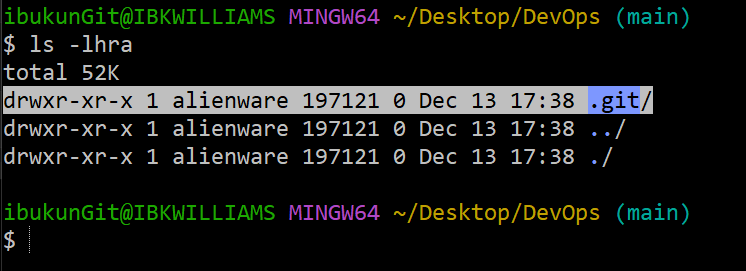 ibukunGit@IBKWILLIAMS MINGW64 ~/Desktop/DevOps (main)
$ ls -lhra
total 52K
drwxr-xr-x 1 alienware 197121 0 Dec 13 17:38 .git/
drwxr-xr-x 1 alienware 197121 0 Dec 13 17:38 ../
drwxr-xr-x 1 alienware 197121 0 Dec 13 17:38 ./
ibukunGit@IBKWILLIAMS MINGW64 ~/Desktop/DevOps (main)
$